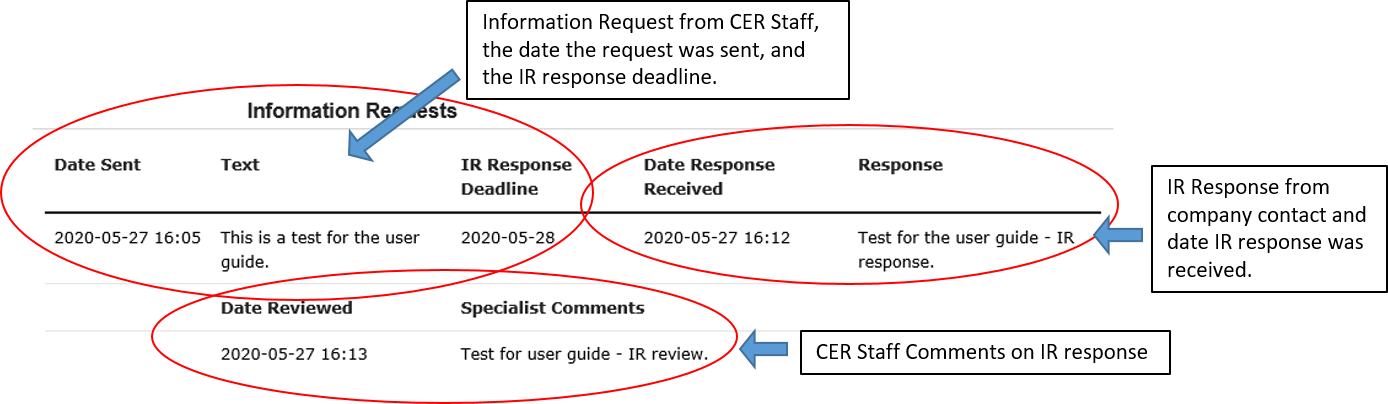 Information Request from CER Staff,
the date the request was sent, and
the IR response deadline.
Information Requests
Date Sent Text IR Response Deadline Date Response Received Response
2020-05-27 16:05 This is a test for the user guide. 2020-05-28 2020-05-27 16:12 Test for the user guide - IR response.
IR Response from
company contact and
date IR response was
received.
Date Reviewed Specialist Comments
2020-05-27 16:13 Test for user guide - IR review.
CER Staff Comments on IR response